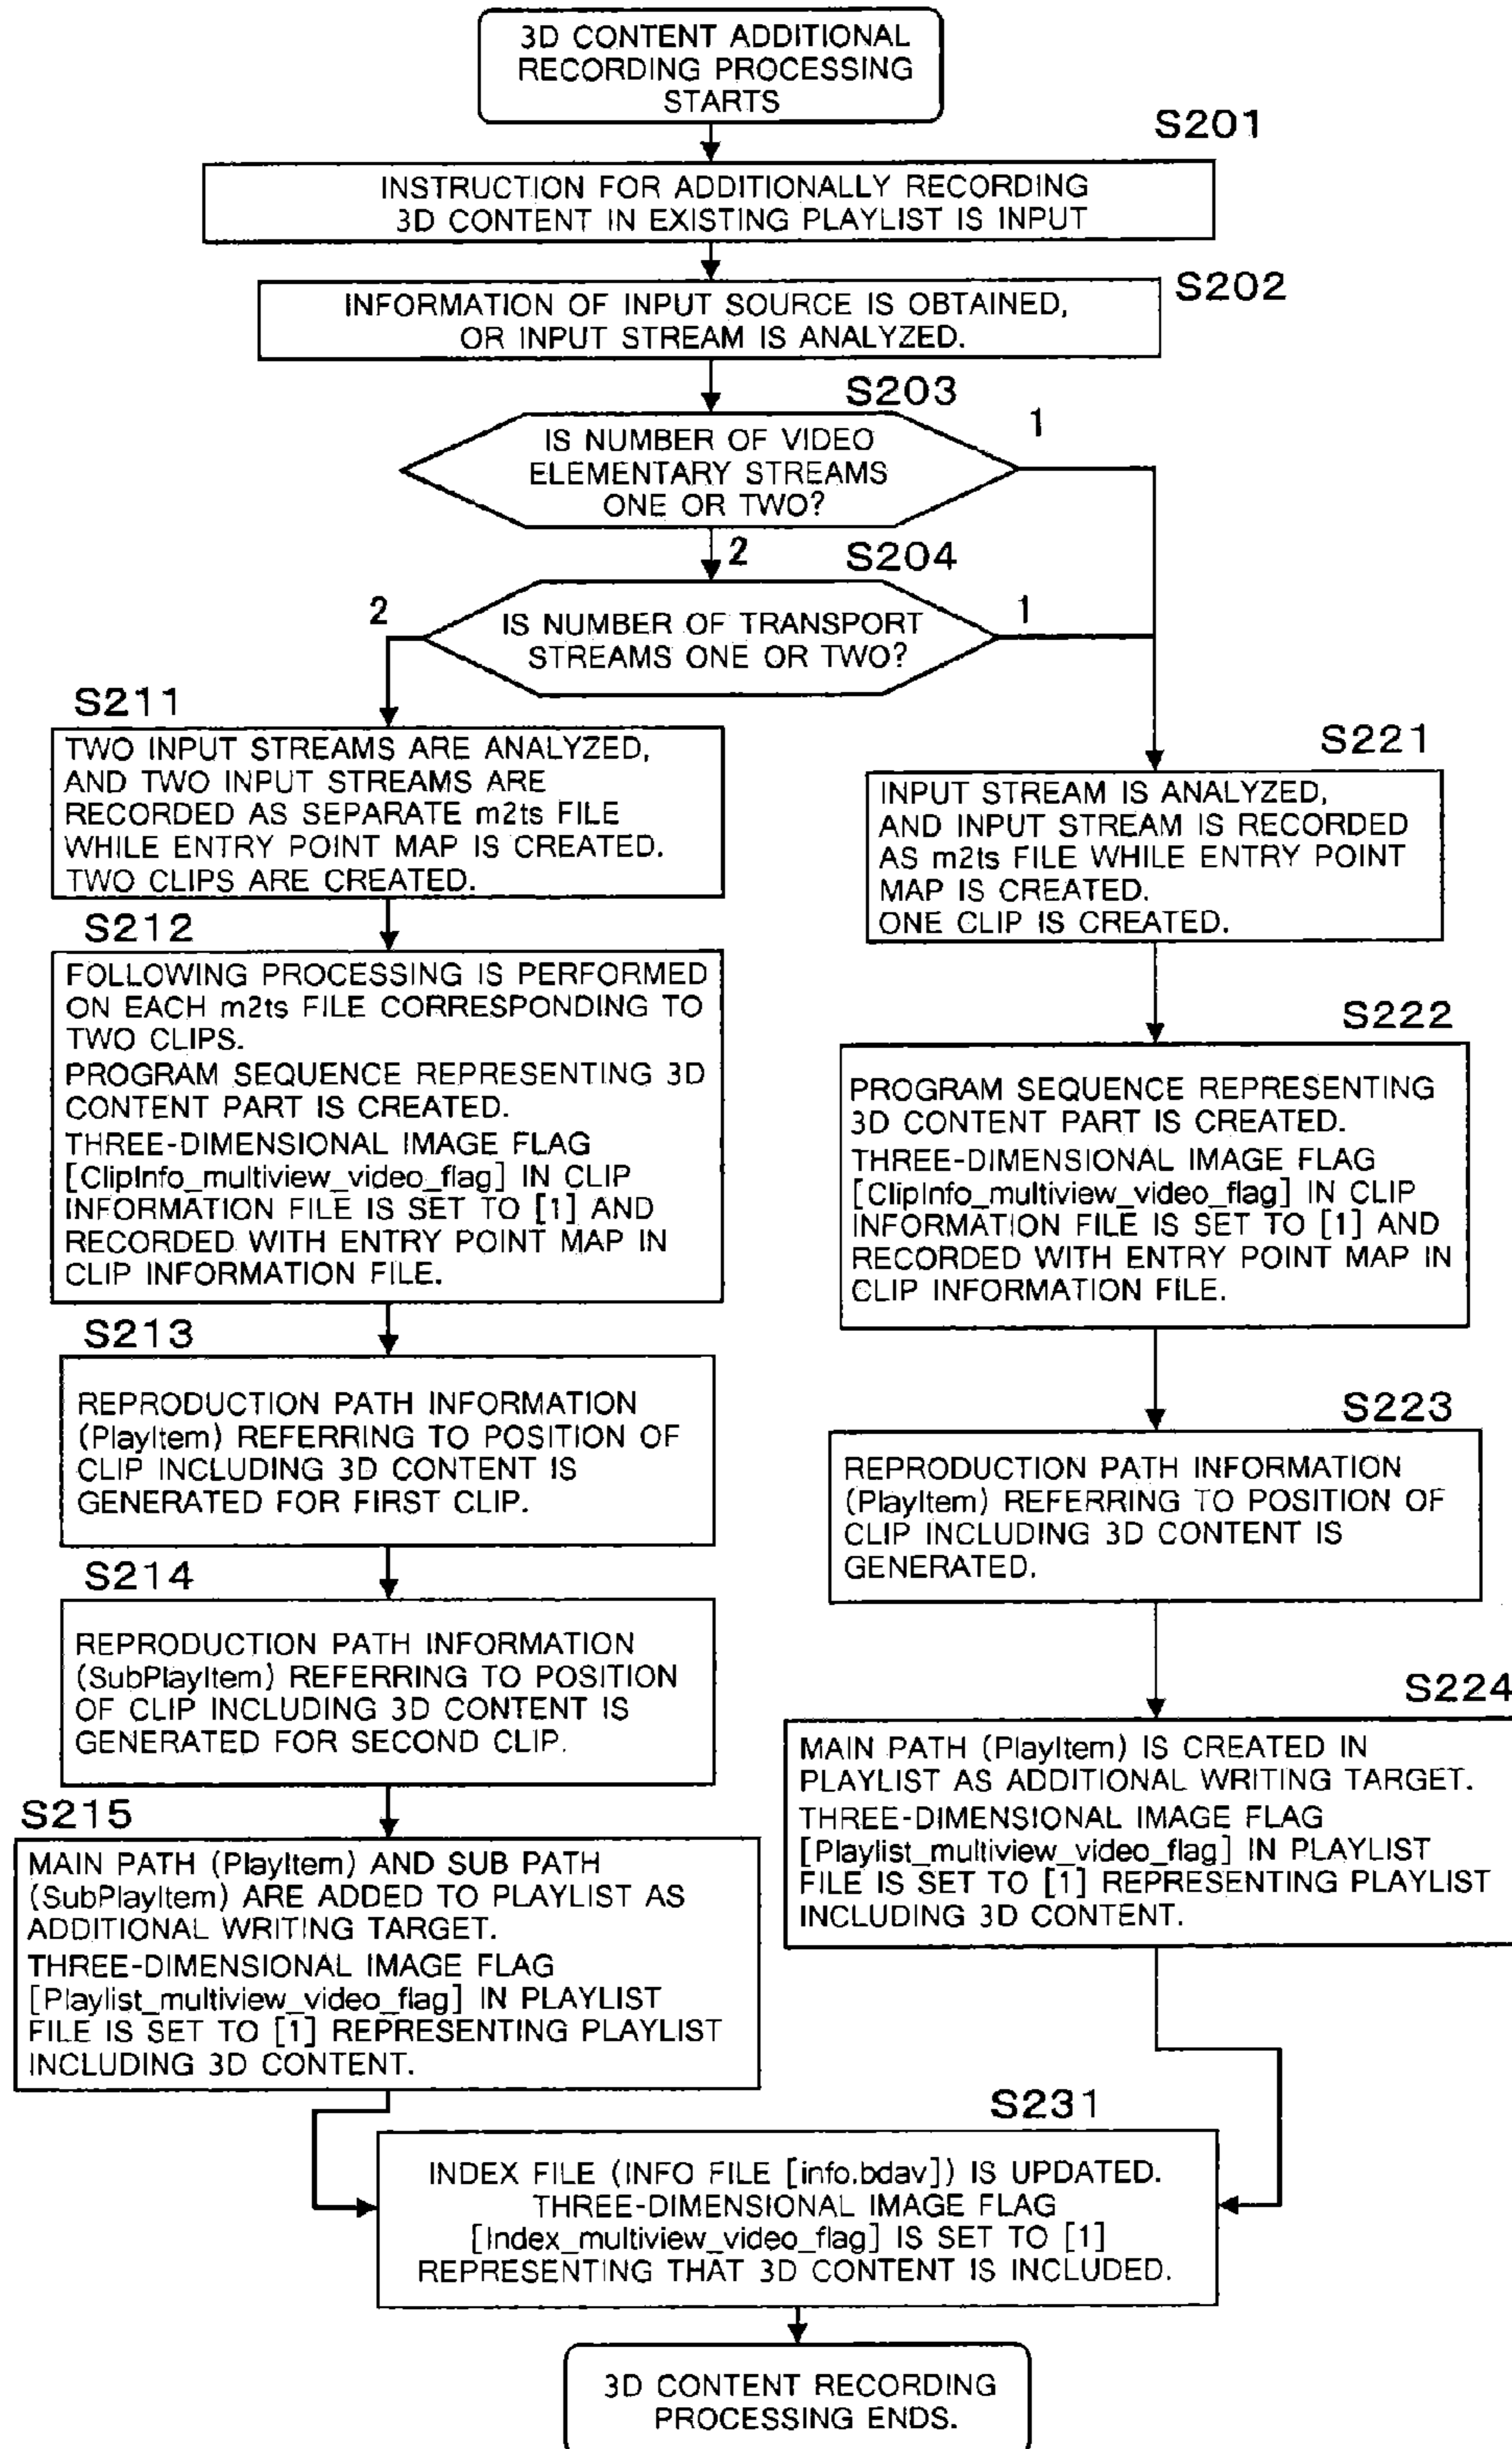 3D CONTENT ADDITIONAL
RECORDING PROCESSING
STARTS
S201
INSTRUCTION FOR ADDITIONALLY RECORDING
3D CONTENT IN EXISTING PLAYLIST IS INPUT
S202
INFORMATION OF INPUT SOURCE IS OBTAINED,
OR INPUT STREAM IS ANALYZED.
S203
IS NUMBER OF VIDEO
ELEMENTARY STREAMS
ONE OR TWO?
1
2
S204
IS NUMBER OF TRANSPORT
STREAMS ONE OR TWO?
2
1
S211
TWO INPUT STREAMS ARE ANALYZED,
AND TWO INPUT STREAMS ARE
RECORDED AS SEPARATE m2ts FILE
WHILE ENTRY POINT MAP IS CREATED.
TWO CLIPS ARE CREATED.
S212
FOLLOWING PROCESSING IS PERFORMED
ON EACH m2ts FILE CORRESPONDING TO
TWO CLIPS.
PROGRAM SEQUENCE REPRESENTING 3D
CONTENT PART IS CREATED.
THREE-DIMENSIONAL IMAGE FLAG
[ClipInfo_multiview_video_flag] IN CLIP
INFORMATION FILE IS SET TO [1] AND
RECORDED WITH ENTRY POINT MAP IN
CLIP INFORMATION FILE.
S213
REPRODUCTION PATH INFORMATION
(PlayItem) REFERRING TO POSITION OF
CLIP INCLUDING 3D CONTENT IS
GENERATED FOR FIRST CLIP.
S214
REPRODUCTION PATH INFORMATION
(SubPlayItem) REFERRING TO POSITION
OF CLIP INCLUDING 3D CONTENT IS
GENERATED FOR SECOND CLIP.
S215
MAIN PATH (PlayItem) AND SUB PATH
(SubPlayItem) ARE ADDED TO PLAYLIST AS
ADDITIONAL WRITING TARGET.
THREE-DIMENSIONAL IMAGE FLAG
[Playlist_multiview_video_flag] IN PLAYLIST
FILE IS SET TO [1] REPRESENTING PLAYLIST
INCLUDING 3D CONTENT.
S221
INPUT STREAM IS ANALYZED,
AND INPUT STREAM IS RECORDED
AS m2ts FILE WHILE ENTRY POINT
MAP IS CREATED.
ONE CLIP IS CREATED.
S222
PROGRAM SEQUENCE REPRESENTING
3D CONTENT PART IS CREATED.
THREE-DIMENSIONAL IMAGE FLAG
[ClipInfo_multiview_video_flag] IN CLIP
INFORMATION FILE IS SET TO [1] AND
RECORDED WITH ENTRY POINT MAP IN
CLIP INFORMATION FILE.
S223
REPRODUCTION PATH INFORMATION
(PlayItem) REFERRING TO POSITION OF
CLIP INCLUDING 3D CONTENT IS
GENERATED.
S224
MAIN PATH (PlayItem) IS CREATED IN
PLAYLIST AS ADDITIONAL WRITING TARGET.
THREE-DIMENSIONAL IMAGE FLAG
[Playlist_multiview_video_flag] IN PLAYLIST
FILE IS SET TO [1] REPRESENTING PLAYLIST
INCLUDING 3D CONTENT.
S231
INDEX FILE (INFO FILE [info.bdav]) IS UPDATED.
THREE-DIMENSIONAL IMAGE FLAG
[Index_multiview_video_flag] IS SET TO [1]
REPRESENTING THAT 3D CONTENT IS INCLUDED.
3D CONTENT RECORDING
PROCESSING ENDS.